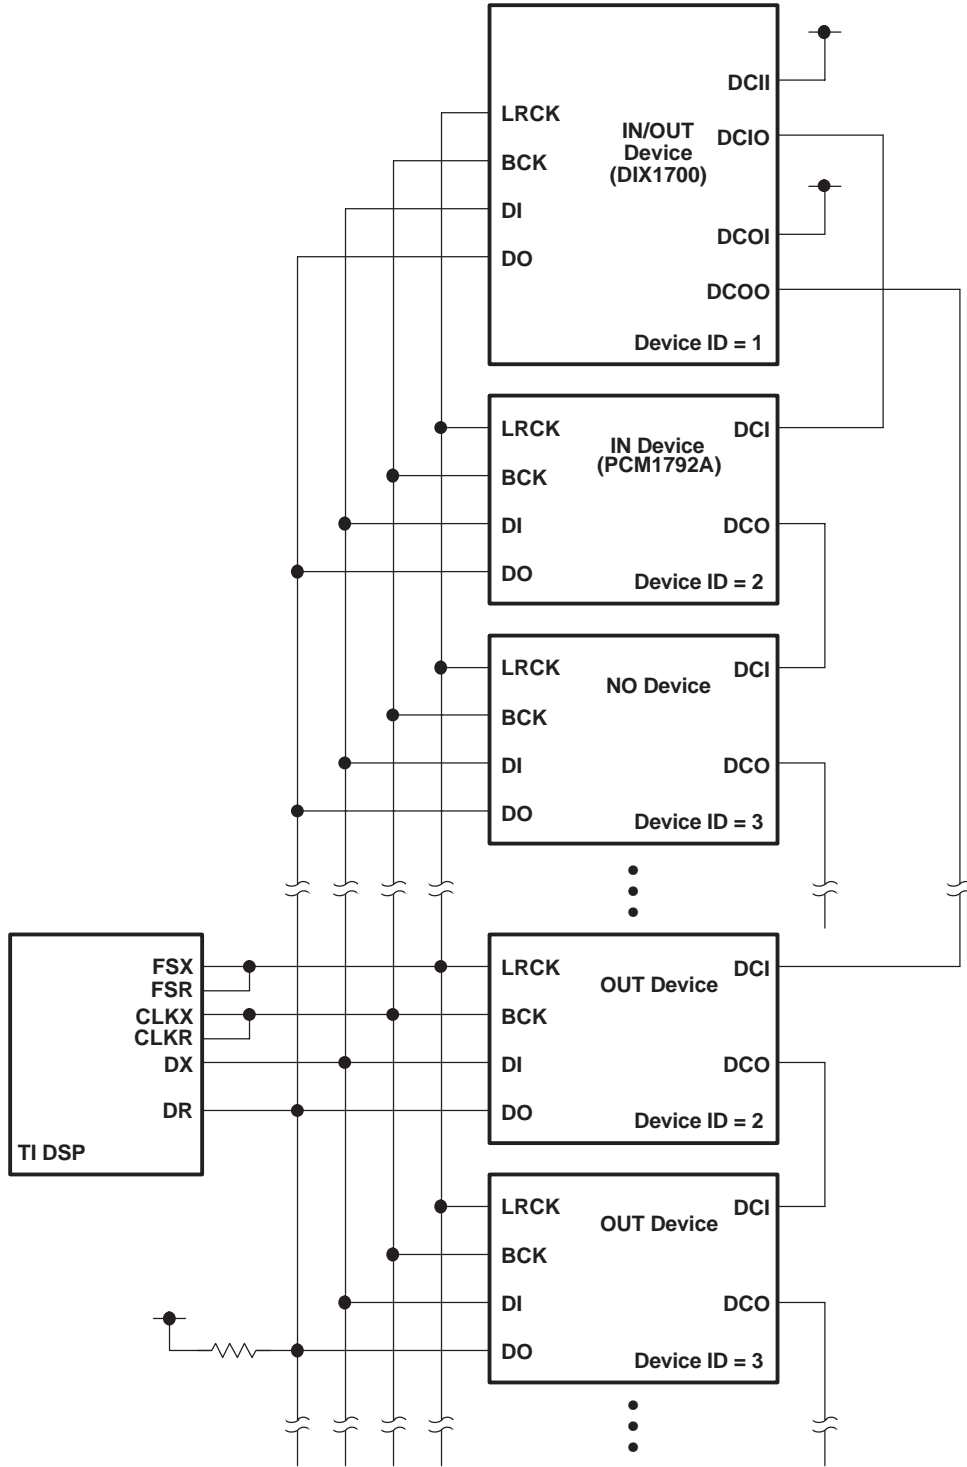 LRCK
BCK
DI
DO
IN/OUT
Device
(DIX1700)
DCII
DCIO
DCOI
DCOO
Device ID = 1
LRCK
BCK
DI
DO
IN Device
(PCM1792A)
DCI
DCO
Device ID = 2
LRCK
BCK
DI
DO
NO Device
DCI
DCO
Device ID = 3
FSX
FSR
CLKX
CLKR
DX
DR
TI DSP
LRCK
BCK
DI
DO
OUT Device
DCI
DCO
Device ID = 2
LRCK
BCK
DI
DO
OUT Device
DCI
DCO
Device ID = 3